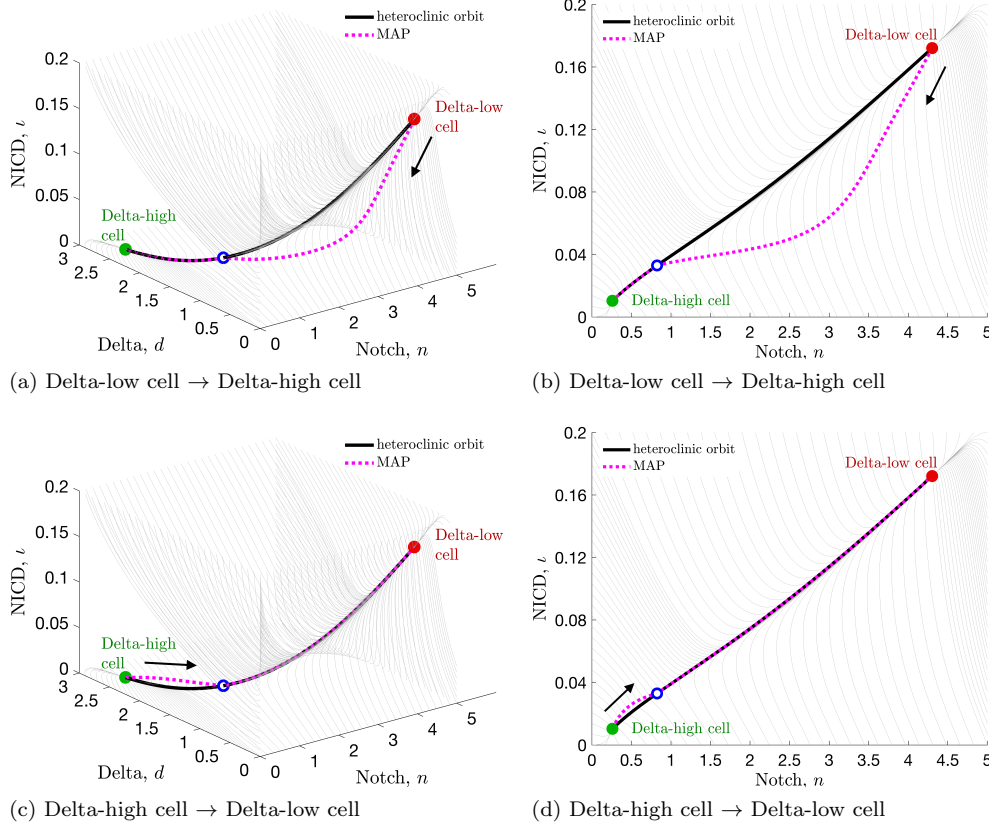 heteroclinic orbit
MAP
0.2
0.15
0.1
0.05
0
NICD, ι
Delta-low
cell
Delta-high
cell
3
2.5
2
1.5
1
0.5
0
Delta, d
0
1
2
3
4
5
Notch, n
(a) Delta-low cell → Delta-high cell
heteroclinic orbit
MAP
0.2
0.16
0.12
0.08
0.04
0
NICD, ι
Delta-low cell
Delta-high cell
0 0.5 1 1.5 2 2.5 3 3.5 4 4.5 5
Notch, n
(b) Delta-low cell → Delta-high cell
heteroclinic orbit
MAP
0.2
0.15
0.1
0.05
0
NICD, ι
Delta-low
cell
Delta-high
cell
3
2.5
2
1.5
1
0.5
0
Delta, d
0
1
2
3
4
5
Notch, n
(c) Delta-high cell → Delta-low cell
heteroclinic orbit
MAP
0.2
0.16
0.12
0.08
0.04
0
NICD, ι
Delta-low cell
Delta-high cell
0 0.5 1 1.5 2 2.5 3 3.5 4 4.5 5
Notch, n
(d) Delta-high cell → Delta-low cell